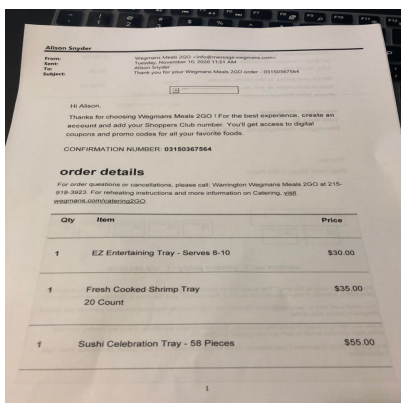 Alison Snyder
From: Wegmans Meals 2GO <info@message.wegmans.com>
Sent: Tuesday, November 10, 2020 11:51 AM
To: Alison Snyder
Subject: Thank you for your Wegmans Meals 2GO order - 03150367564
Hi Alison,
Thanks for choosing Wegmans Meals 2GO ! For the best experience, create an
account and add your Shoppers Club number. You'll get access to digital
coupons and promo codes for all your favorite foods.
CONFIRMATION NUMBER: 03150367564
order details
For order questions or cancellations, please call: Warrington Wegmans Meals 2GO at 215-
918-3923. For reheating instructions and more information on Catering, visit
wegmans.com/catering2GO.
Qty Item Price
1 EZ Entertaining Tray - Serves 8-10 $30.00
1 Fresh Cooked Shrimp Tray $35.00
20 Count
1 Sushi Celebration Tray - 58 Pieces $55.00
1